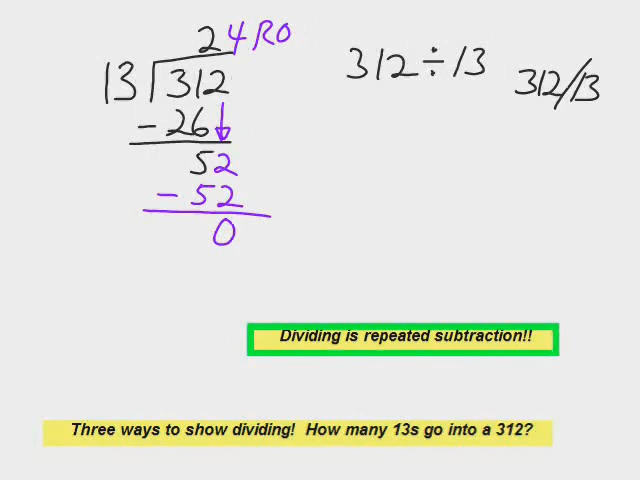 24 R0
13 312 312 ÷ 13 312/13
- 26
52
- 52
0
Dividing is repeated subtraction!!
Three ways to show dividing! How many 13s go into a 312?